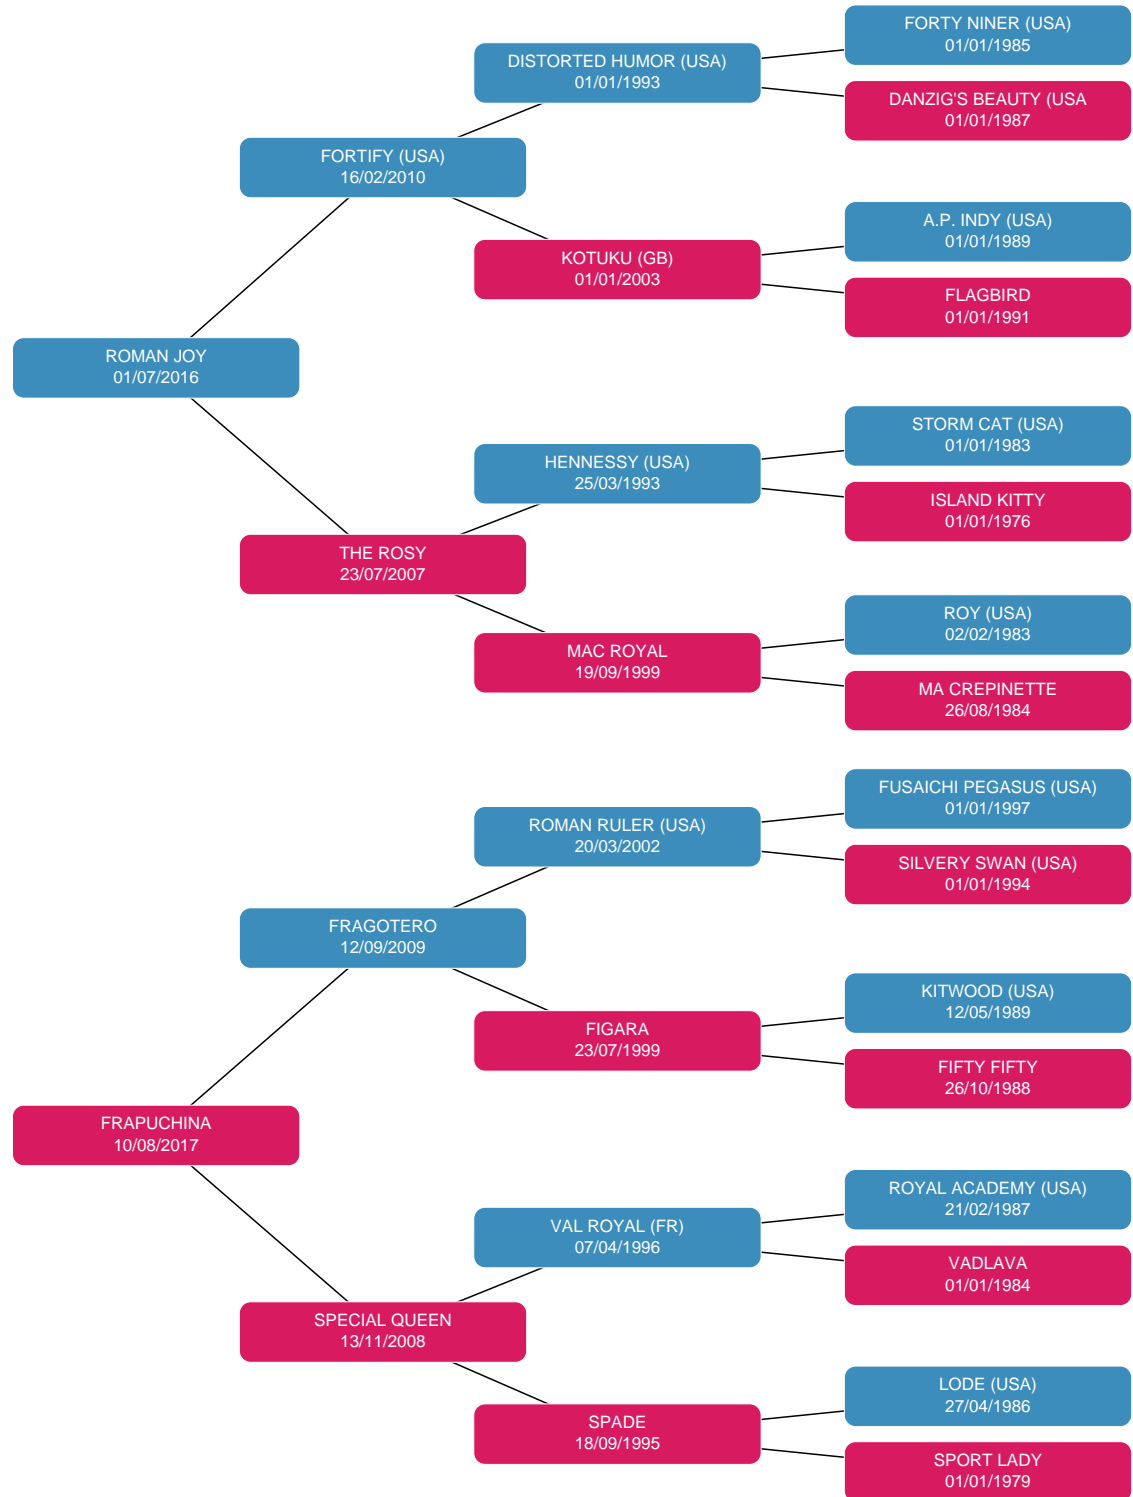 FORTY NINER (USA)
01/01/1985
DISTORTED HUMOR (USA)
01/01/1993
DANZIG'S BEAUTY (USA
01/01/1987
FORTIFY (USA)
16/02/2010
A.P. INDY (USA)
01/01/1989
KOTUKU (GB)
01/01/2003
FLAGBIRD
01/01/1991
ROMAN JOY
01/07/2016
STORM CAT (USA)
01/01/1983
HENNESSY (USA)
25/03/1993
ISLAND KITTY
01/01/1976
THE ROSY
23/07/2007
ROY (USA)
02/02/1983
MAC ROYAL
19/09/1999
MA CREPINETTE
26/08/1984
FUSAICHI PEGASUS (USA)
01/01/1997
ROMAN RULER (USA)
20/03/2002
SILVERY SWAN (USA)
01/01/1994
FRAGOTERO
12/09/2009
KITWOOD (USA)
12/05/1989
FIGARA
23/07/1999
FIFTY FIFTY
26/10/1988
FRAPUCHINA
10/08/2017
ROYAL ACADEMY (USA)
21/02/1987
VAL ROYAL (FR)
07/04/1996
VADLAVA
01/01/1984
SPECIAL QUEEN
13/11/2008
LODE (USA)
27/04/1986
SPADE
18/09/1995
SPORT LADY
01/01/1979